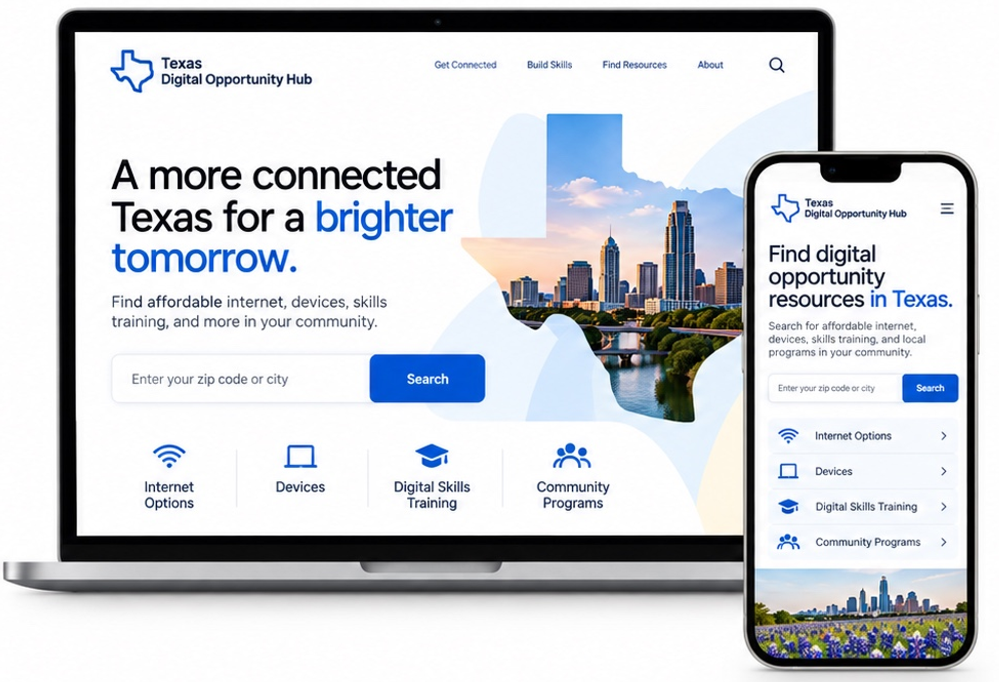 Texas
Digital Opportunity Hub
Get Connected
Build Skills
Find Resources
About
A more connected
Texas for a brighter
tomorrow.
Find affordable internet, devices, skills
training, and more in your community.
Enter your zip code or city
Search
Internet
Options
Devices
Digital Skills
Training
Community
Programs
Texas
Digital Opportunity Hub
Find digital
opportunity
resources in Texas.
Search for affordable internet,
devices, skills training, and local
programs in your community.
Enter your zip code or city
Search
Internet Options
Devices
Digital Skills Training
Community Programs